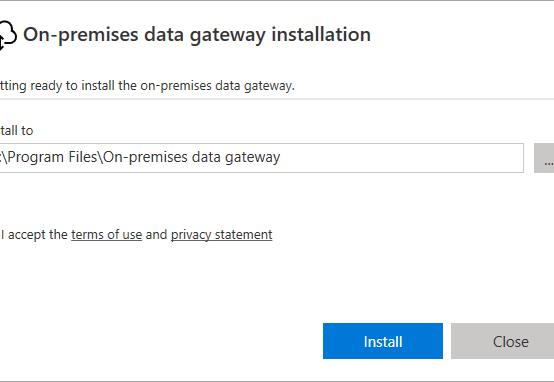 On-premises data gateway installation
tting ready to install the on-premises data gateway.
tall to
:\Program Files\On-premises data gateway
...
I accept the terms of use and privacy statement
Install
Close